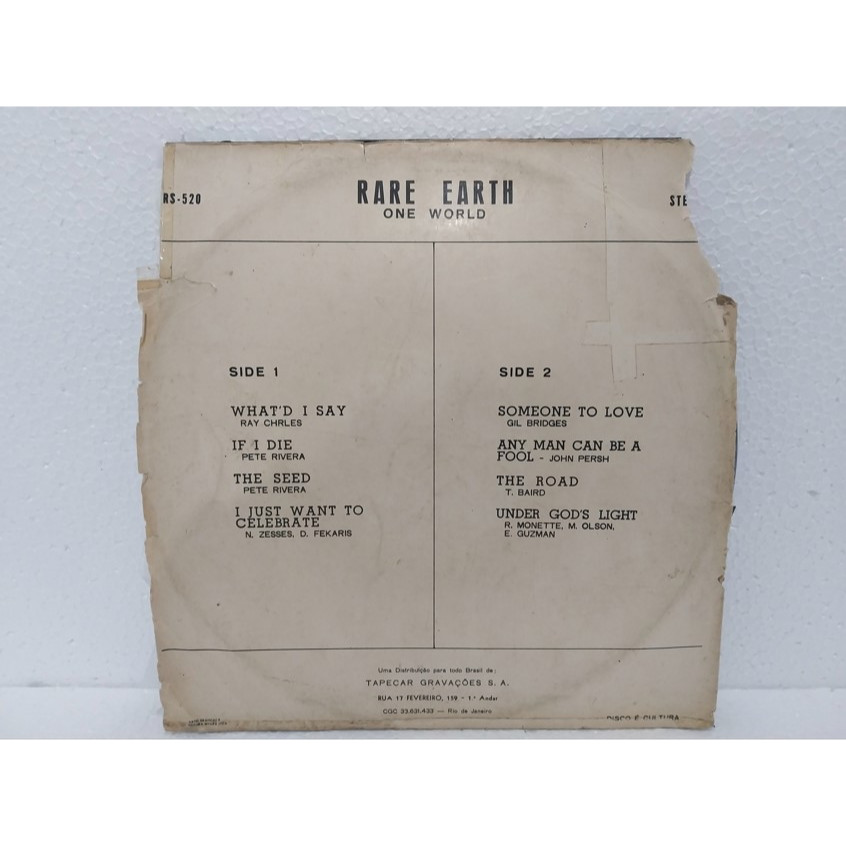 RS-520
RARE EARTH
STE
ONE WORLD
SIDE 1
WHAT'D I SAY
RAY CHRLES
IF I DIE
PETE RIVERA
THE SEED
PETE RIVERA
I JUST WANT TO
CELEBRATE
N. ZESSES, D. FEKARIS
SIDE 2
SOMEONE TO LOVE
GIL BRIDGES
ANY MAN CAN BE A
FOOL - JOHN PERSH
THE ROAD
T. BAIRD
UNDER GOD'S LIGHT
R. MONETTE, M. OLSON,
E. GUZMAN
Uma Distribuição para todo Brasil de:
TAPECAR GRAVAÇÕES S. A.
RUA 17 FEVEREIRO, 159 - 1.º Andar
CGC 33.631.433 — Rio de Janeiro
DISCO É CULTURA